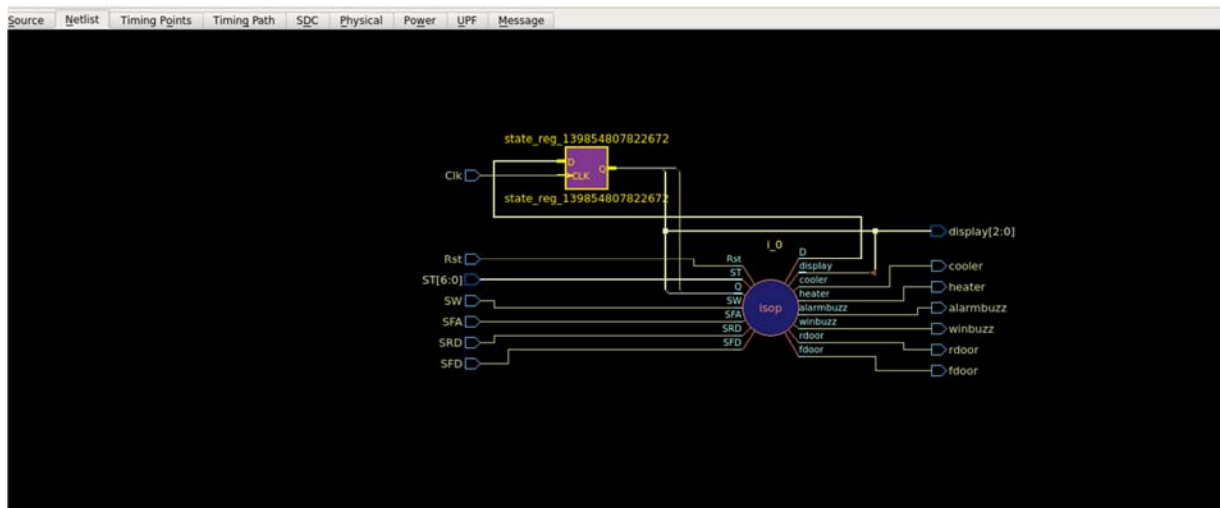 Source Netlist Timing Points Timing Path SDC Physical Power UPF Message
state_reg_139854807822672
D
Q
Clk
CLK
state_reg_139854807822672
display[2:0]
i_0
D
Rst
Rst
display
cooler
ST[6:0]
ST
cooler
Q
heater
heater
SW
SW
isop
alarmbuzz
alarmbuzz
SFA
SFA
winbuzz
winbuzz
SRD
SRD
rdoor
rdoor
SFD
SFD
fdoor
fdoor